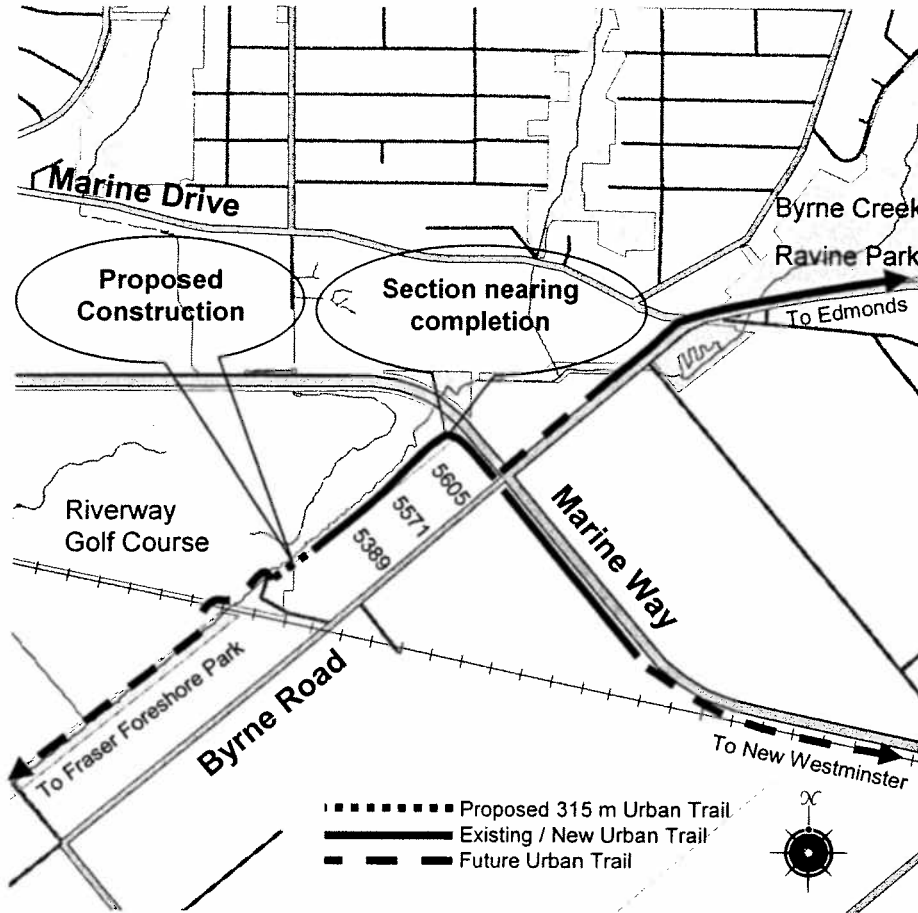 Marine Drive
Byrne Creek
Ravine Park
Proposed
Construction
Section nearing
completion
To Edmonds
5605
5571
5389
Riverway
Golf Course
Marine Way
Byrne Road
To Fraser Foreshore Park
To New Westminster
Proposed 315 m Urban Trail
Existing / New Urban Trail
Future Urban Trail
N